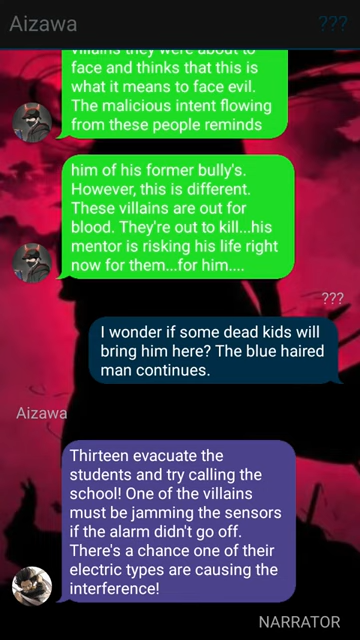 Aizawa
???
villains they were about to
face and thinks that this is
what it means to face evil.
The malicious intent flowing
from these people reminds
him of his former bully's.
However, this is different.
These villains are out for
blood. They're out to kill...his
mentor is risking his life right
now for them...for him....
???
I wonder if some dead kids will
bring him here? The blue haired
man continues.
Aizawa
Thirteen evacuate the
students and try calling the
school! One of the villains
must be jamming the sensors
if the alarm didn't go off.
There's a chance one of their
electric types are causing the
interference!
NARRATOR